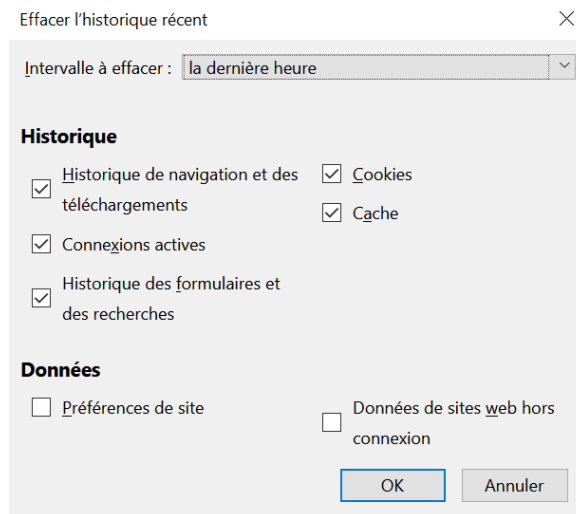 Effacer l’historique récent
Intervalle à effacer : la dernière heure
Historique
Historique de navigation et des
téléchargements
Cookies
Cache
Connexions actives
Historique des formulaires et
des recherches
Données
Préférences de site
Données de sites web hors
connexion
OK
Annuler